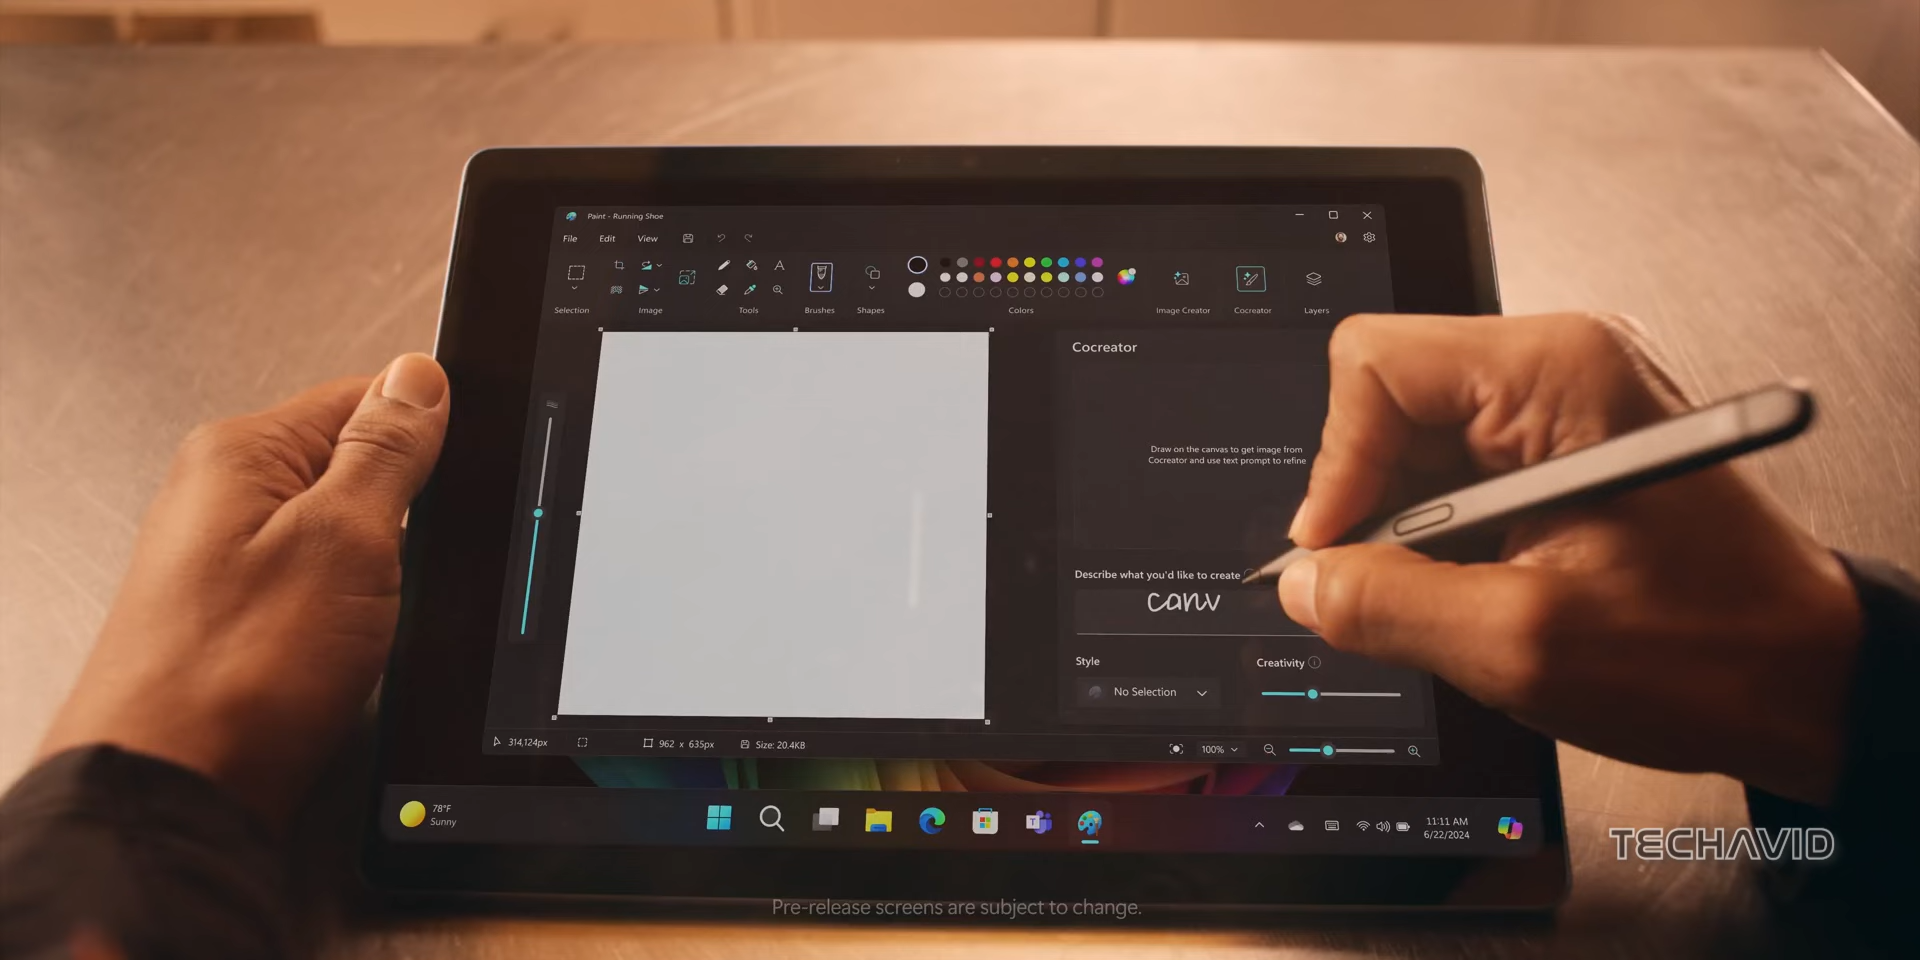 Paint - Running Shoe
File Edit View
Selection Image Tools Brushes Shapes Colors Image Creator Cocreator Layers
Cocreator
Draw on the canvas to get image from
Cocreator and use text prompt to refine
Describe what you'd like to create
canv
Style Creativity
No Selection
314,124px 962 x 635px Size: 20.4KB 100%
78°F
Sunny
11:11 AM
6/22/2024
TECHAVID
Pre-release screens are subject to change.